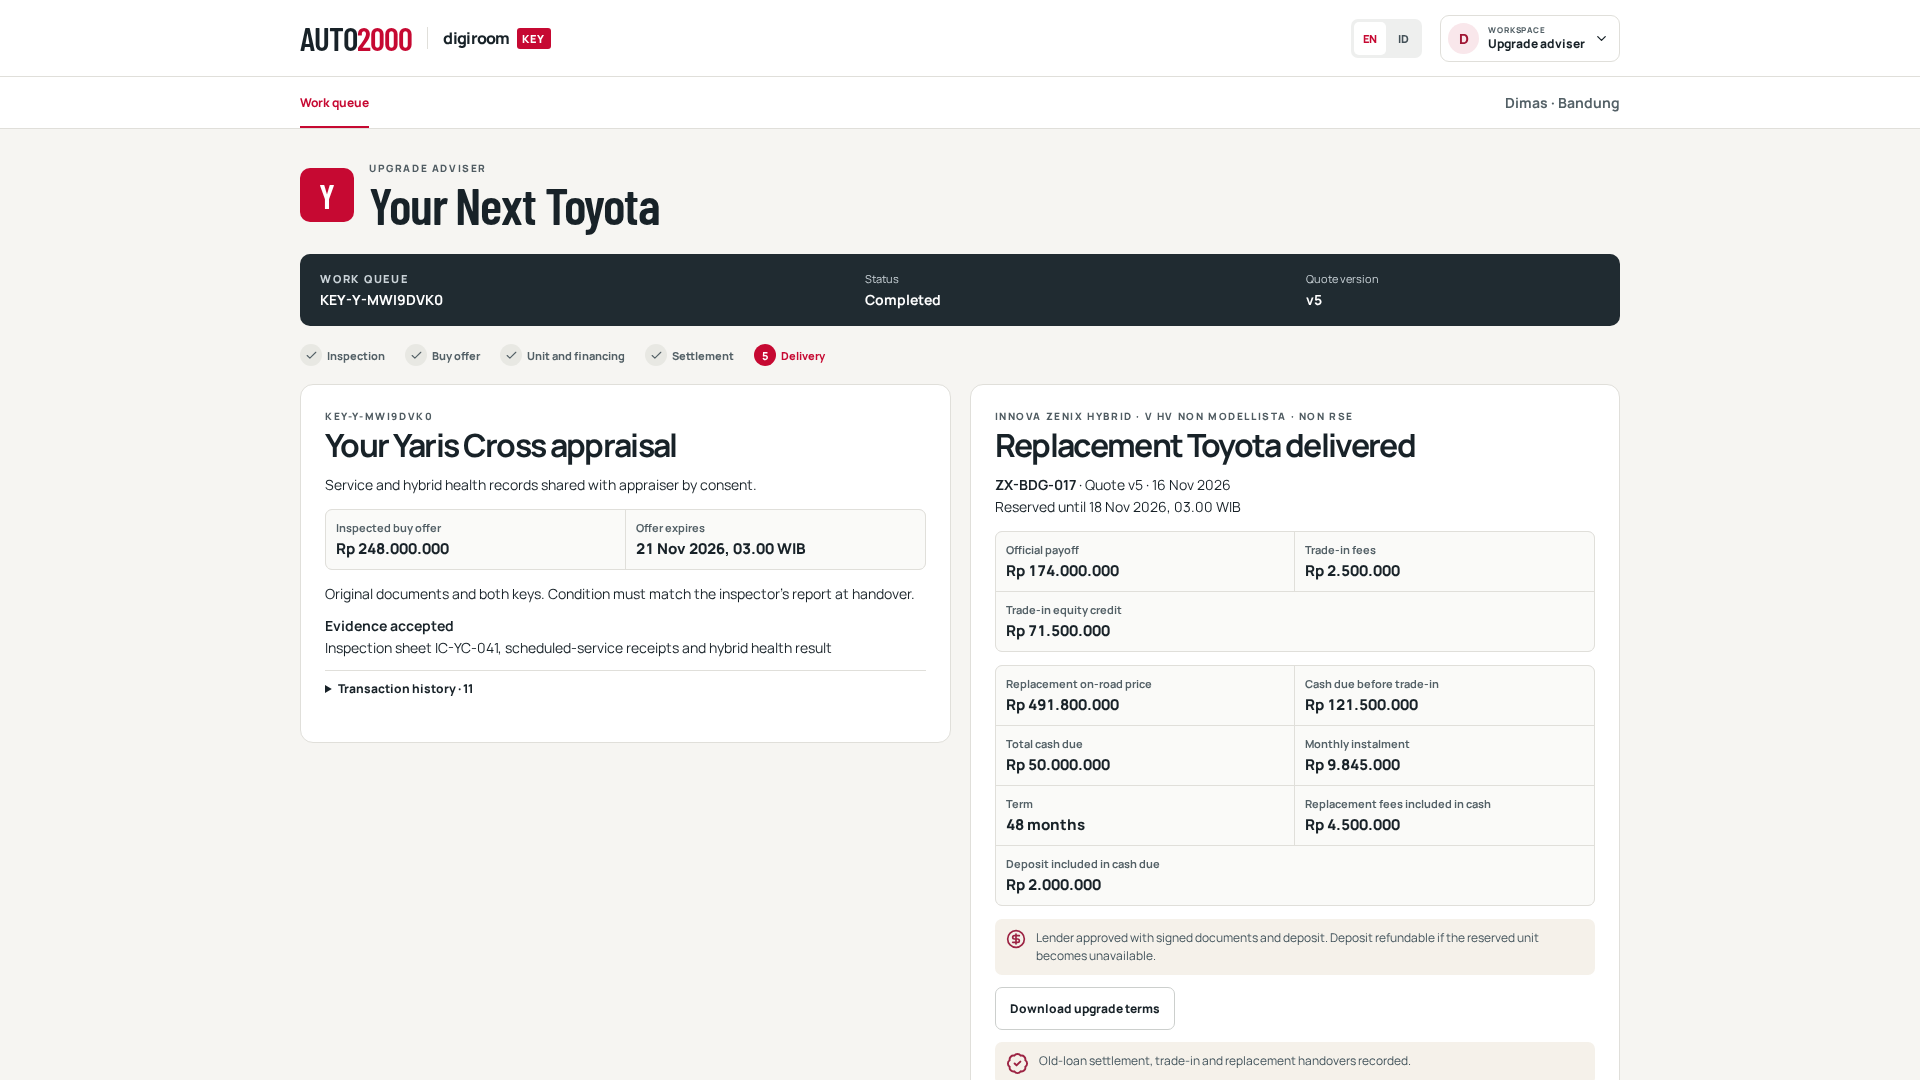 AUTO2000
digiroom KEY
EN ID
D
WORKSPACE
Upgrade adviser
Work queue
Dimas · Bandung
Y
UPGRADE ADVISER
Your Next Toyota
WORK QUEUE
KEY-Y-MWI9DVK0
Status
Completed
Quote version
v5
Inspection
Buy offer
Unit and financing
Settlement
5 Delivery
KEY-Y-MWI9DVK0
Your Yaris Cross appraisal
Service and hybrid health records shared with appraiser by consent.
Inspected buy offer
Rp 248.000.000
Offer expires
21 Nov 2026, 03.00 WIB
Original documents and both keys. Condition must match the inspector's report at handover.
Evidence accepted
Inspection sheet IC-YC-041, scheduled-service receipts and hybrid health result
Transaction history · 11
INNOVA ZENIX HYBRID · V HV NON MODELLISTA · NON RSE
Replacement Toyota delivered
ZX-BDG-017 · Quote v5 · 16 Nov 2026
Reserved until 18 Nov 2026, 03.00 WIB
Official payoff
Rp 174.000.000
Trade-in fees
Rp 2.500.000
Trade-in equity credit
Rp 71.500.000
Replacement on-road price
Rp 491.800.000
Cash due before trade-in
Rp 121.500.000
Total cash due
Rp 50.000.000
Monthly instalment
Rp 9.845.000
Term
48 months
Replacement fees included in cash
Rp 4.500.000
Deposit included in cash due
Rp 2.000.000
Lender approved with signed documents and deposit. Deposit refundable if the reserved unit
becomes unavailable.
Download upgrade terms
Old-loan settlement, trade-in and replacement handovers recorded.